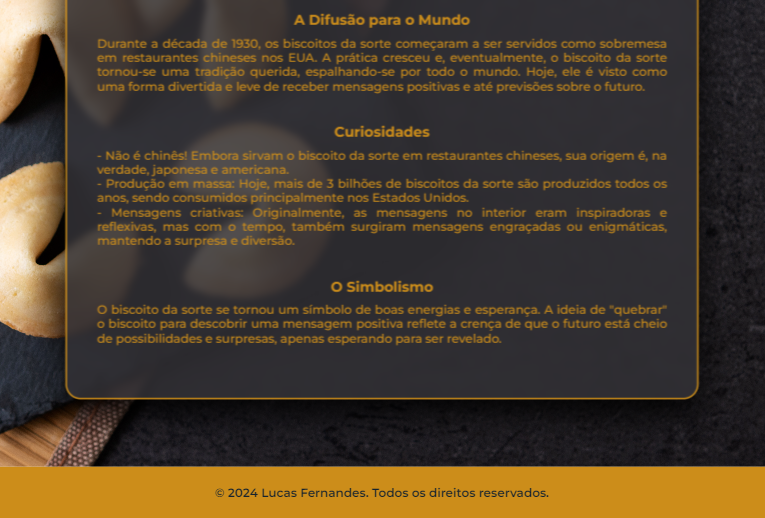 A Difusão para o Mundo
Durante a década de 1930, os biscoitos da sorte começaram a ser servidos como sobremesa
em restaurantes chineses nos EUA. A prática cresceu e, eventualmente, o biscoito da sorte
tornou-se uma tradição querida, espalhando-se por todo o mundo. Hoje, ele é visto como
uma forma divertida e leve de receber mensagens positivas e até previsões sobre o futuro.
Curiosidades
- Não é chinês! Embora sirvam o biscoito da sorte em restaurantes chineses, sua origem é, na
verdade, japonesa e americana.
- Produção em massa: Hoje, mais de 3 bilhões de biscoitos da sorte são produzidos todos os
anos, sendo consumidos principalmente nos Estados Unidos.
- Mensagens criativas: Originalmente, as mensagens no interior eram inspiradoras e
reflexivas, mas com o tempo, também surgiram mensagens engraçadas ou enigmáticas,
mantendo a surpresa e diversão.
O Simbolismo
O biscoito da sorte se tornou um símbolo de boas energias e esperança. A ideia de "quebrar"
o biscoito para descobrir uma mensagem positiva reflete a crença de que o futuro está cheio
de possibilidades e surpresas, apenas esperando para ser revelado.
© 2024 Lucas Fernandes. Todos os direitos reservados.